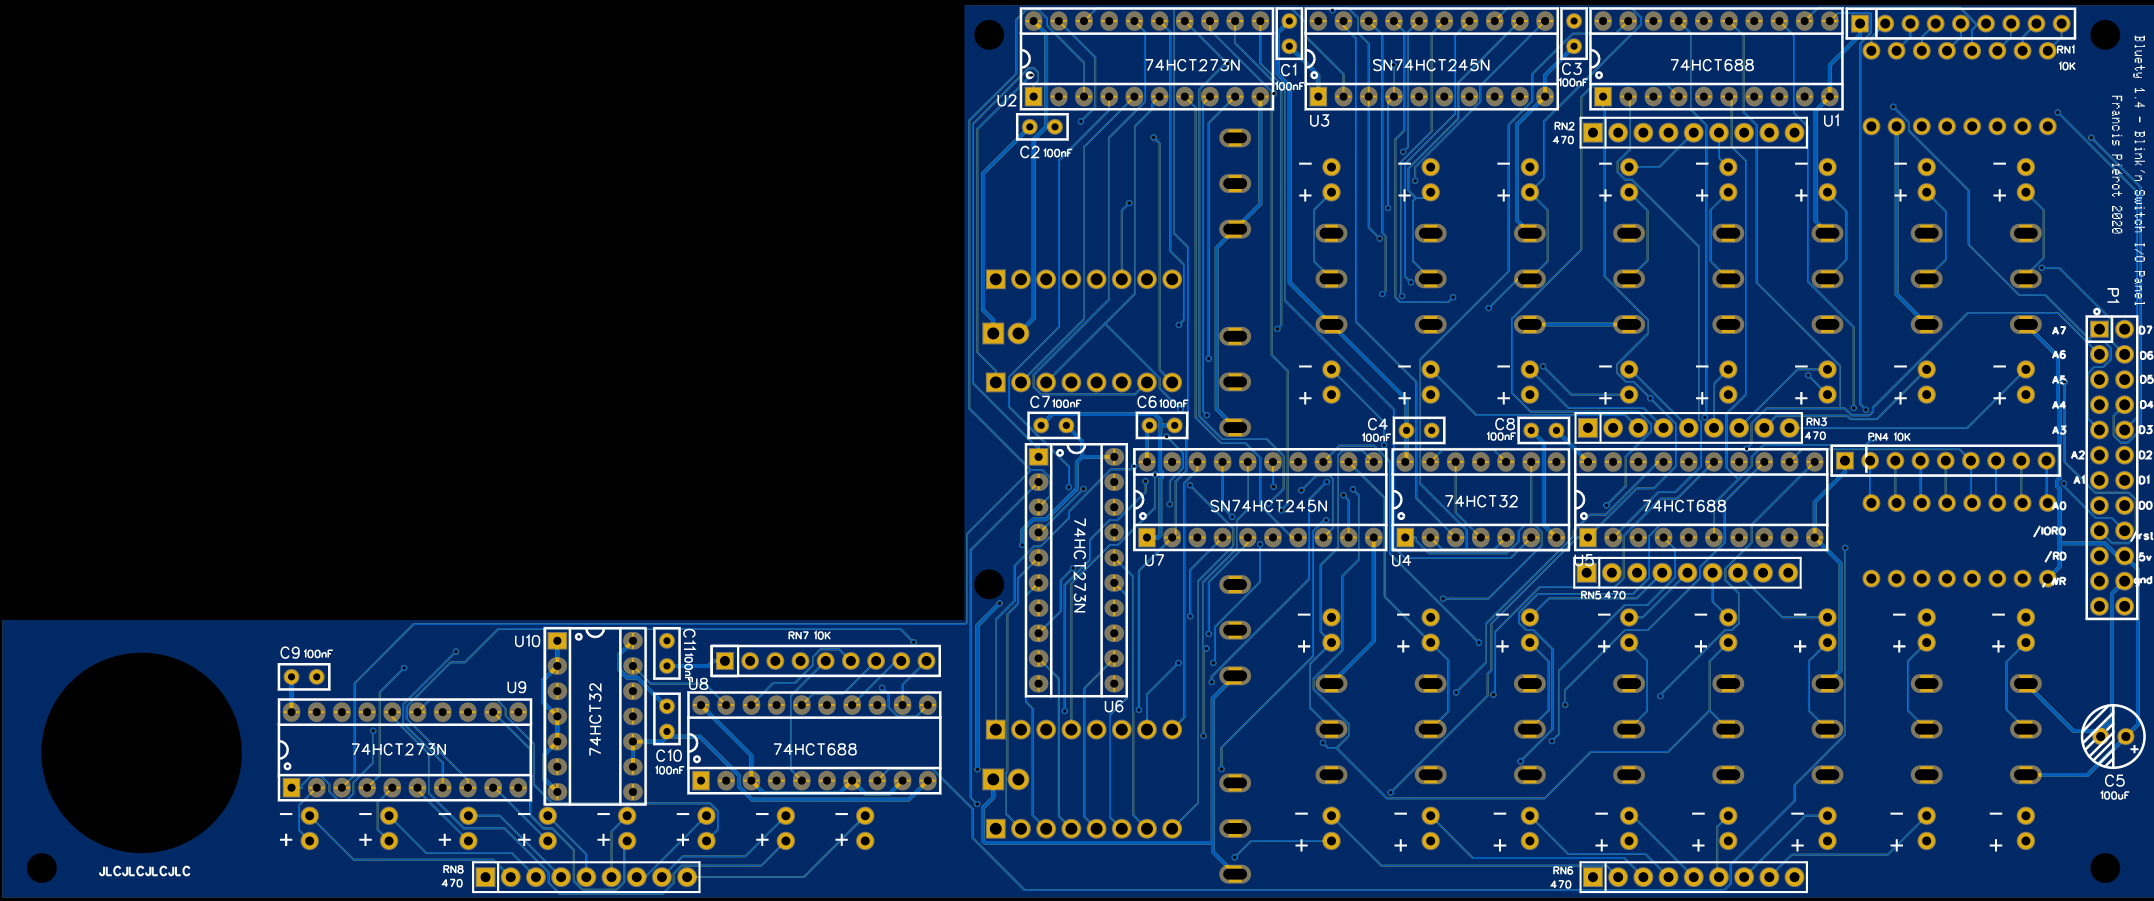 74HCT273N
SN74HCT245N
74HCT688
C1
100nF
C3
100nF
RN1
10K
U2
U3
U1
C2 100nF
RN2
470
Bluety 1.4 - Blink'n Switch I/O Panel
Francis Piérot 2020
P1
A7
D7
A6
D6
A5
D5
A4
D4
A3
D3
A2
D2
A1
D1
A0
D0
/IORQ
/rst
/RD
5v
/WR
gnd
C7 100nF
C6 100nF
C4
100nF
C8
100nF
RN3
470
RN4 10K
74HCT273N
SN74HCT245N
74HCT32
74HCT688
U7
U4
U5
RN5 470
U6
U10
C11 100nF
RN7 10K
C9 100nF
U9
U8
74HCT273N
74HCT32
74HCT688
C10
100nF
C5
100uF
JLCJLCJLCJLC
RN8
470
RN6
470
- + - + - + - + - + - + - + - +
- + - + - + - + - + - + - + - +
- + - + - + - + - + - + - + - +
- + - + - + - + - + - + - + - +
- + - + - + - + - + - + - + - +
+